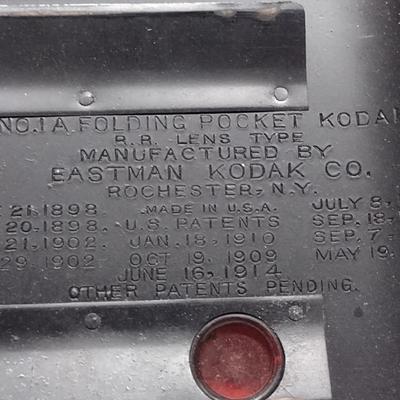 NO.1A FOLDING POCKET KODA
R.R. LENS TYPE
MANUFACTURED BY
EASTMAN KODAK CO.
ROCHESTER, N.Y.
21.1898. MADE IN U.S.A. JULY 8,
20-1898. U.S. PATENTS SEP.18-
21.1902. JAN.18,1910 SEP.7-
29.1902 OCT 19.1909 MAY 19.
JUNE 16,1914
OTHER PATENTS PENDING.